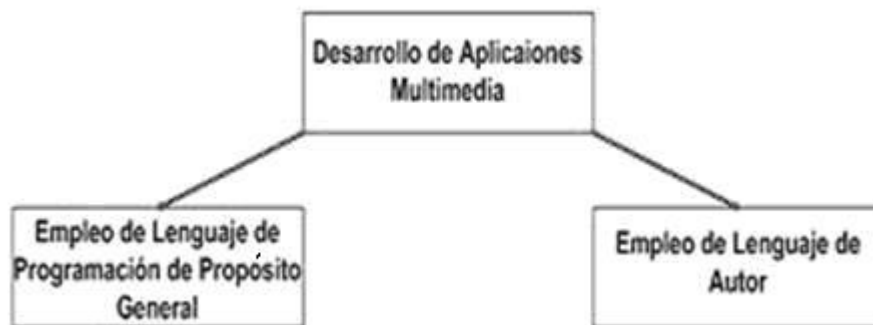 Desarrollo de Aplicaiones
Multimedia
Empleo de Lenguaje de
Programación de Propósito
General
Empleo de Lenguaje de
Autor